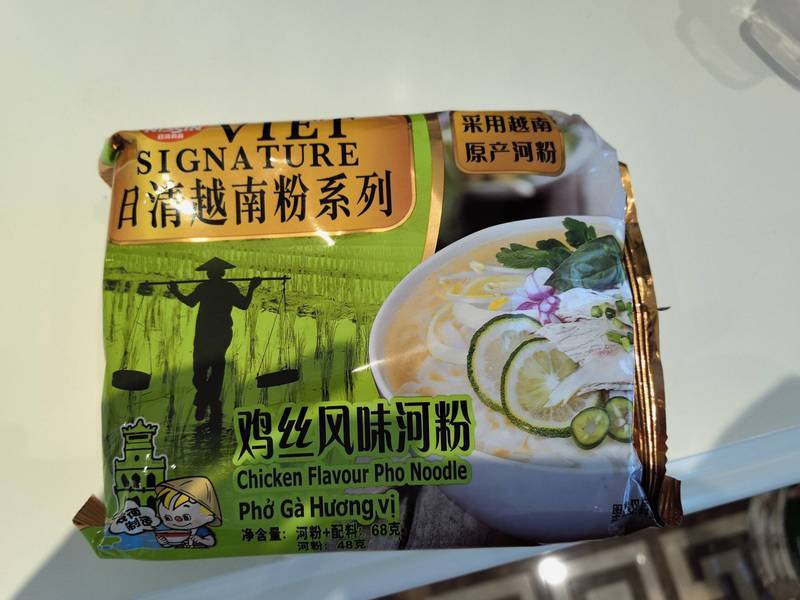 NISSIN
VIET
SIGNATURE
日清越南粉系列
采用越南
原产河粉
鸡丝风味河粉
Chicken Flavour Pho Noodle
Phở Gà Hương vị
净含量: 河粉+配料: 68克
河粉: 48克